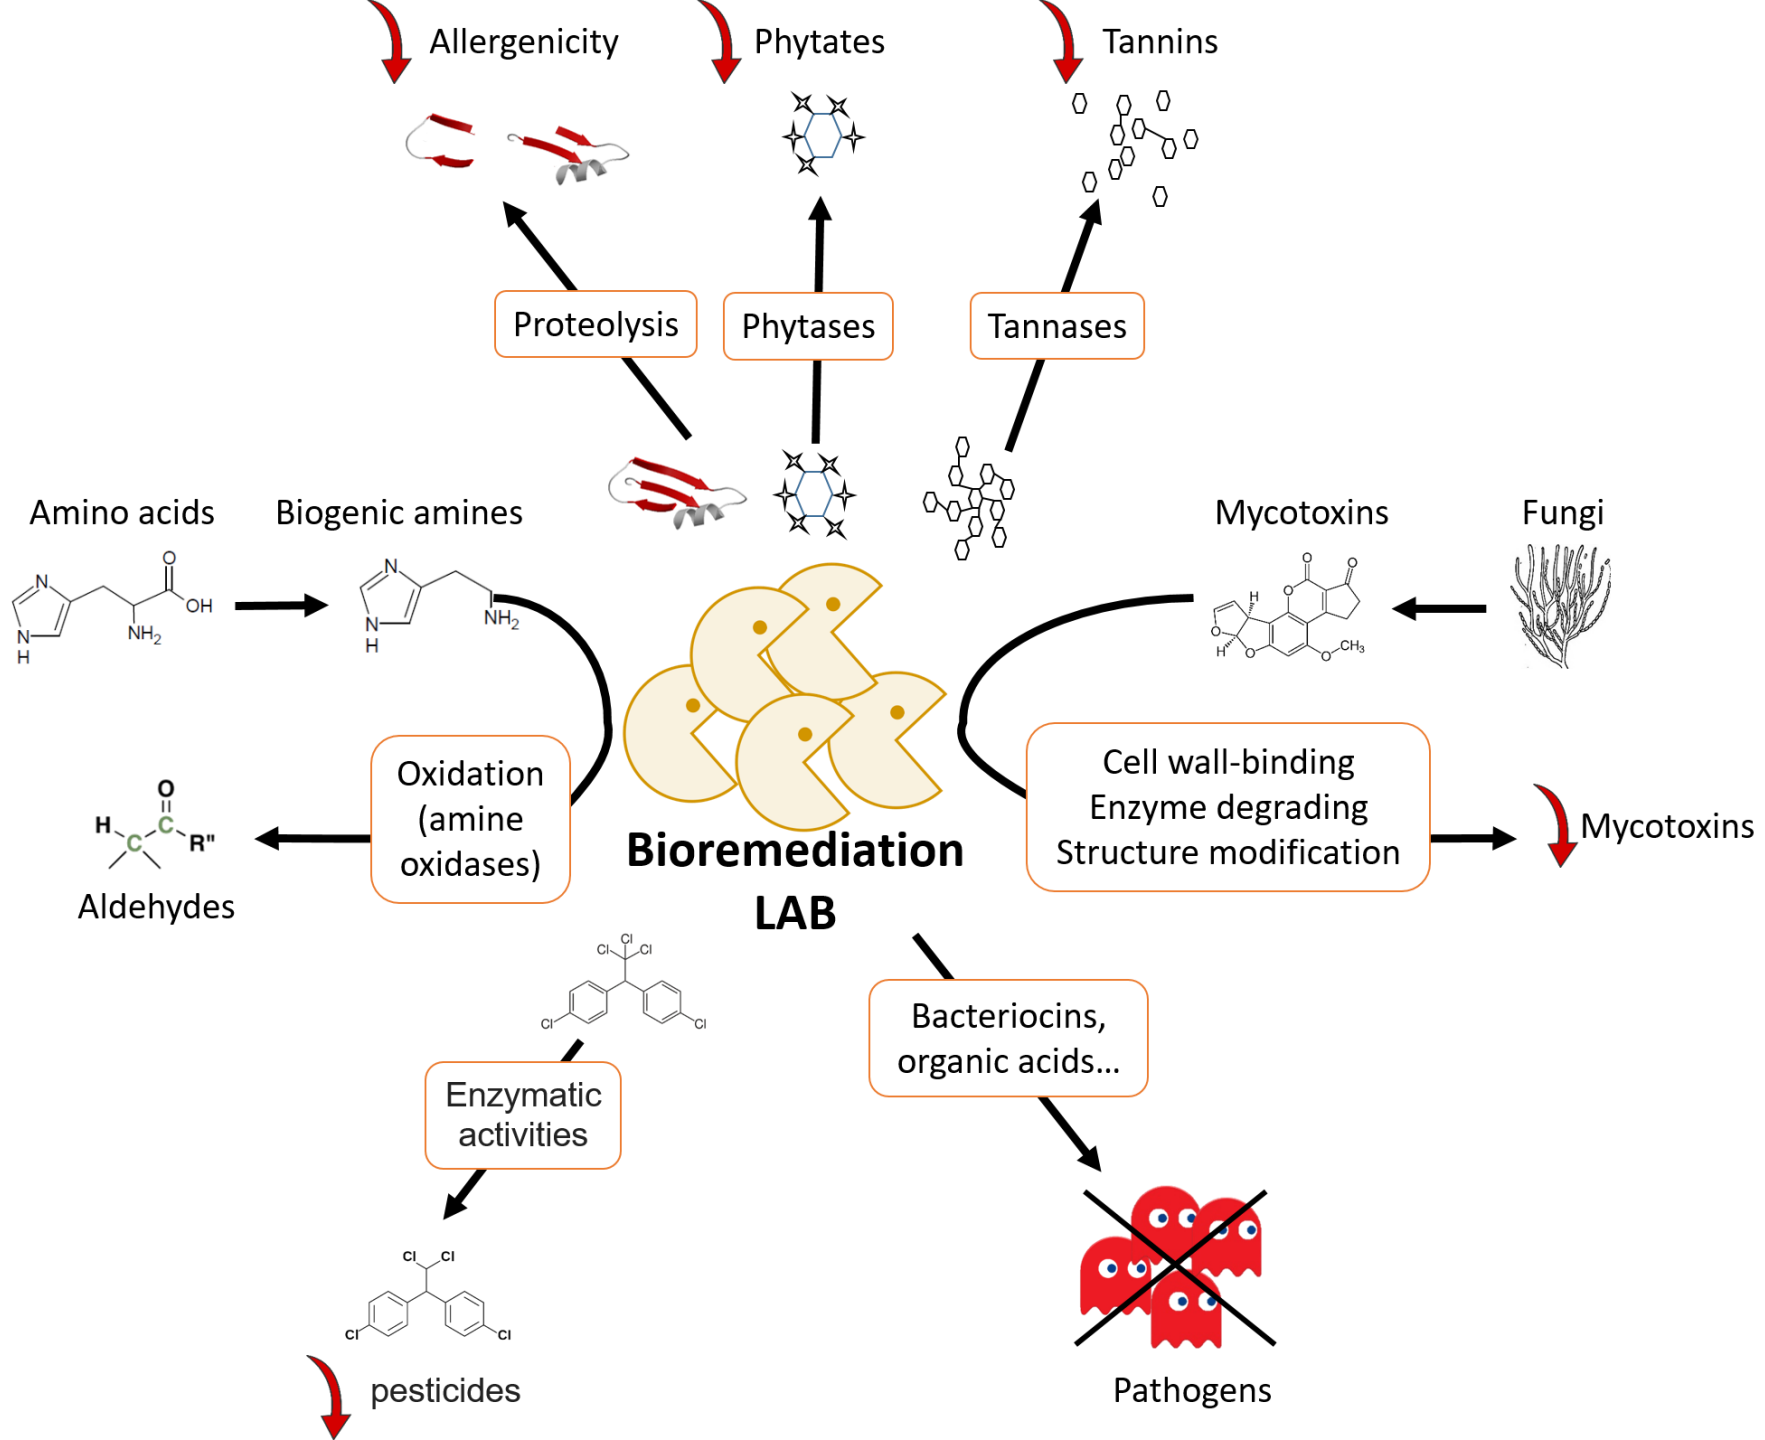 Allergenicity
Phytates
Tannins
Proteolysis
Phytases
Tannases
Amino acids
Biogenic amines
Mycotoxins
Fungi
N
N
H
O
OH
NH2
N
N
H
NH2
O
O
O
H
O
H
O
O
CH3
Oxidation
(amine
oxidases)
Cell wall-binding
Enzyme degrading
Structure modification
Mycotoxins
O
H
C
C
R"
Aldehydes
Bioremediation
LAB
Cl
Cl
Cl
Cl
Cl
Bacteriocins,
organic acids...
Enzymatic
activities
Cl
Cl
Cl
Cl
pesticides
Pathogens